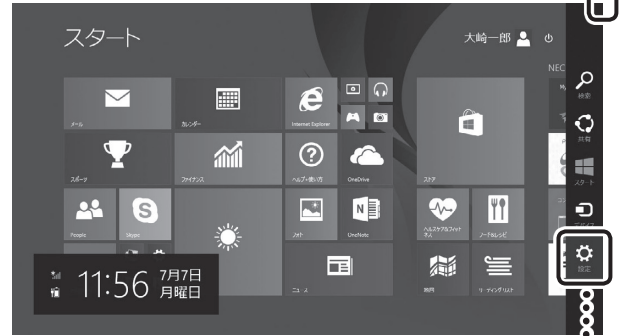 スタート
大崎一郎
NEC
メール
カレンダー
Internet Explorer
スポーツ
ファイナンス
ヘルプ+使い方
OneDrive
ストア
People
Skype
フォト
OneNote
ヘルスケア&フィットネス
フード&レシピ
ニュース
地図
リーディングリスト
11:56
7月7日
月曜日
検索
共有
スタート
デバイス
設定